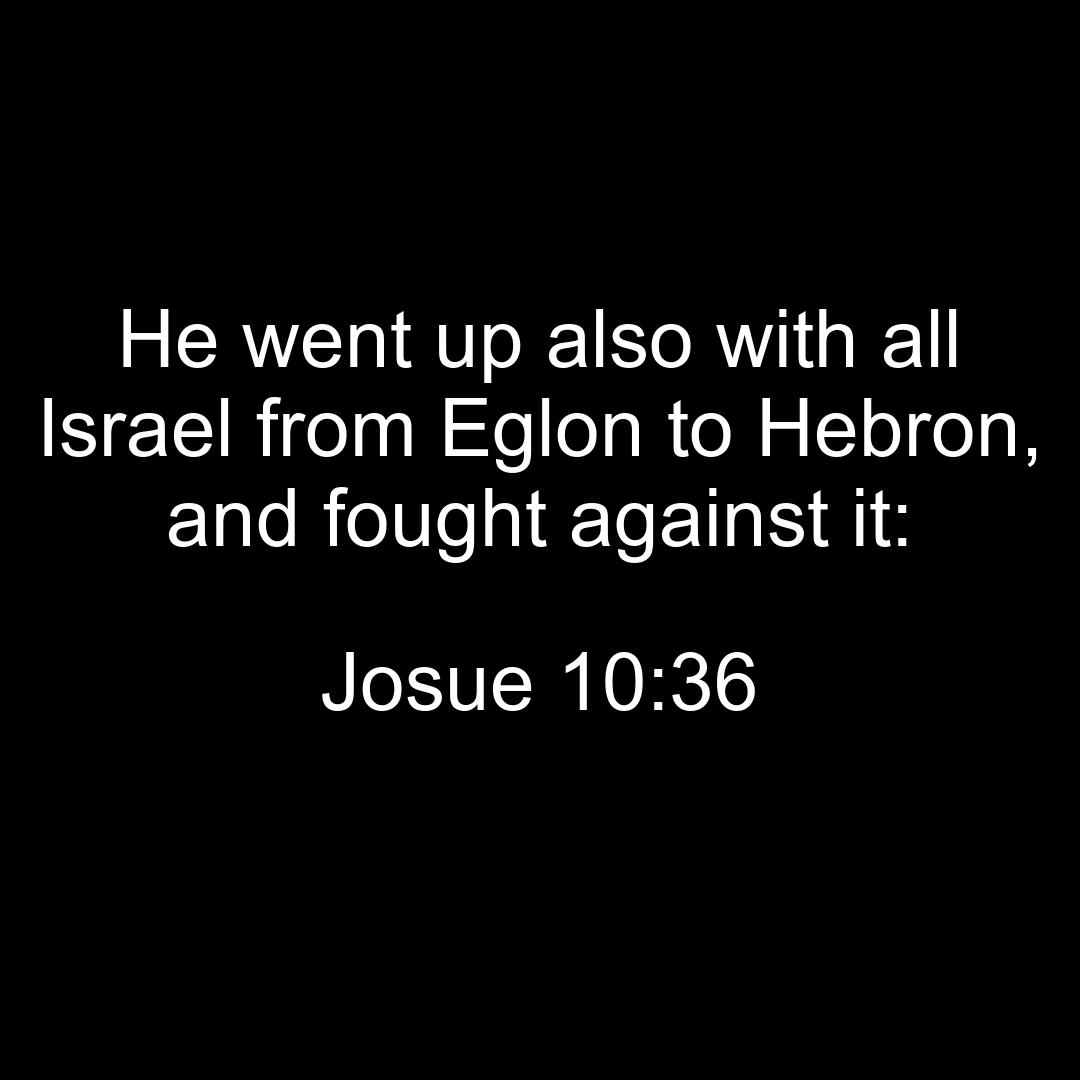 He went up also with all
Israel from Eglon to Hebron,
and fought against it:
Josue 10:36